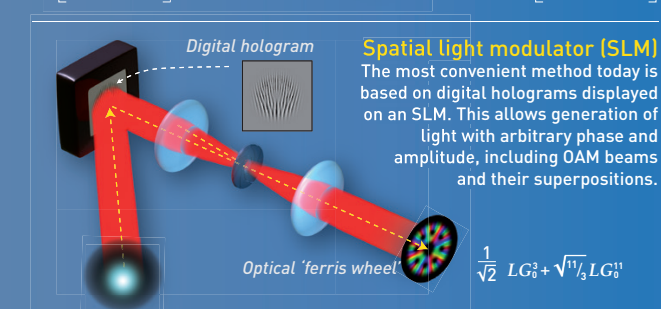 Digital hologram
Spatial light modulator (SLM)
The most convenient method today is
based on digital holograms displayed
on an SLM. This allows generation of
light with arbitrary phase and
amplitude, including OAM beams
and their superpositions.
Optical ‘ferris wheel’
1/√2 LG₀³ + √11/3 LG₀¹¹